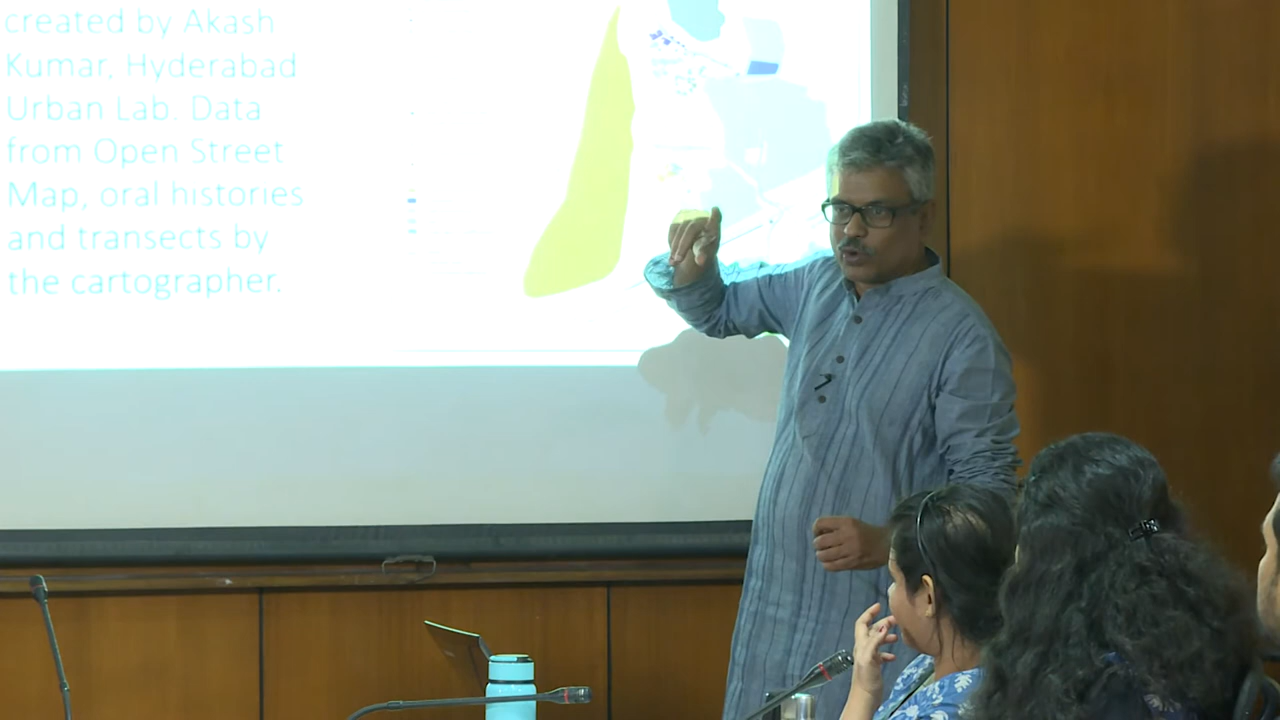 created by Akash
Kumar, Hyderabad
Urban Lab. Data
from Open Street
Map, oral histories
and transects by
the cartographer.